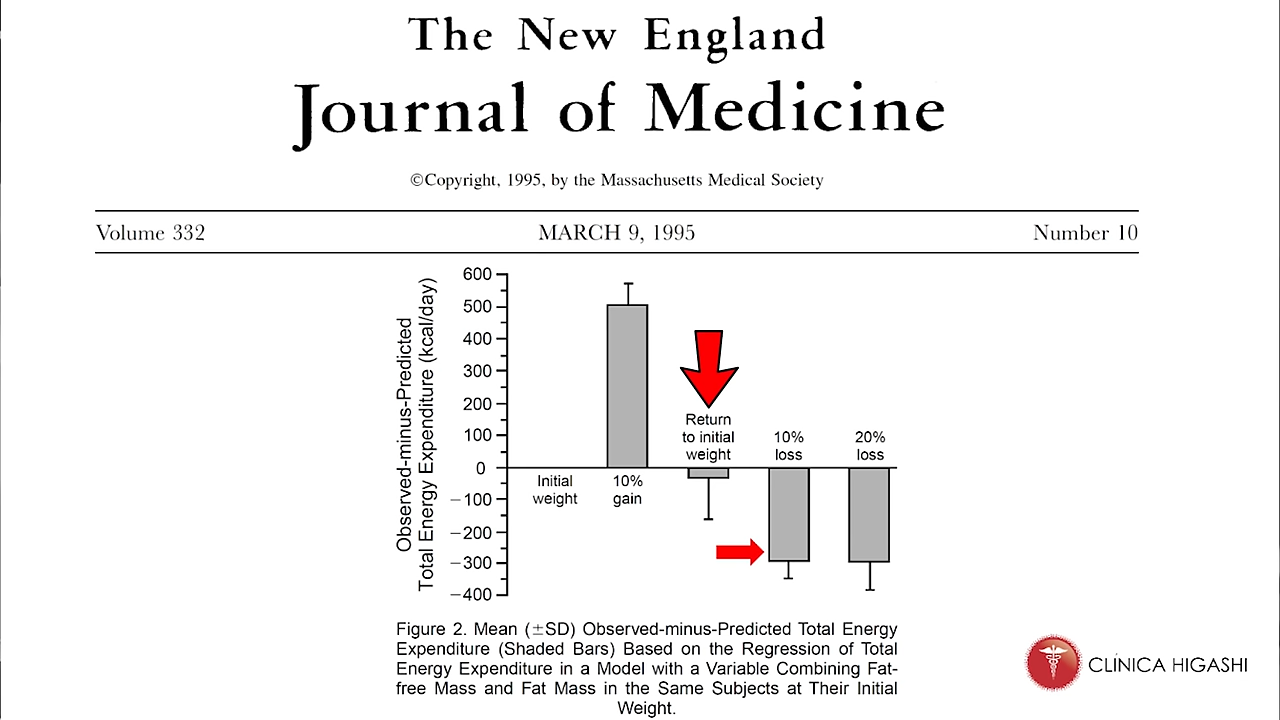 The New England
Journal of Medicine
©Copyright, 1995, by the Massachusetts Medical Society
Volume 332 MARCH 9, 1995 Number 10
Observed-minus-Predicted
Total Energy Expenditure (kcal/day)
600
500
400
300
200
100
0
−100
−200
−300
−400
Initial
weight
10%
gain
Return
to initial
weight
10%
loss
20%
loss
Figure 2. Mean (±SD) Observed-minus-Predicted Total Energy
Expenditure (Shaded Bars) Based on the Regression of Total
Energy Expenditure in a Model with a Variable Combining Fat-
free Mass and Fat Mass in the Same Subjects at Their Initial
Weight.
CLÍNICA HIGASHI